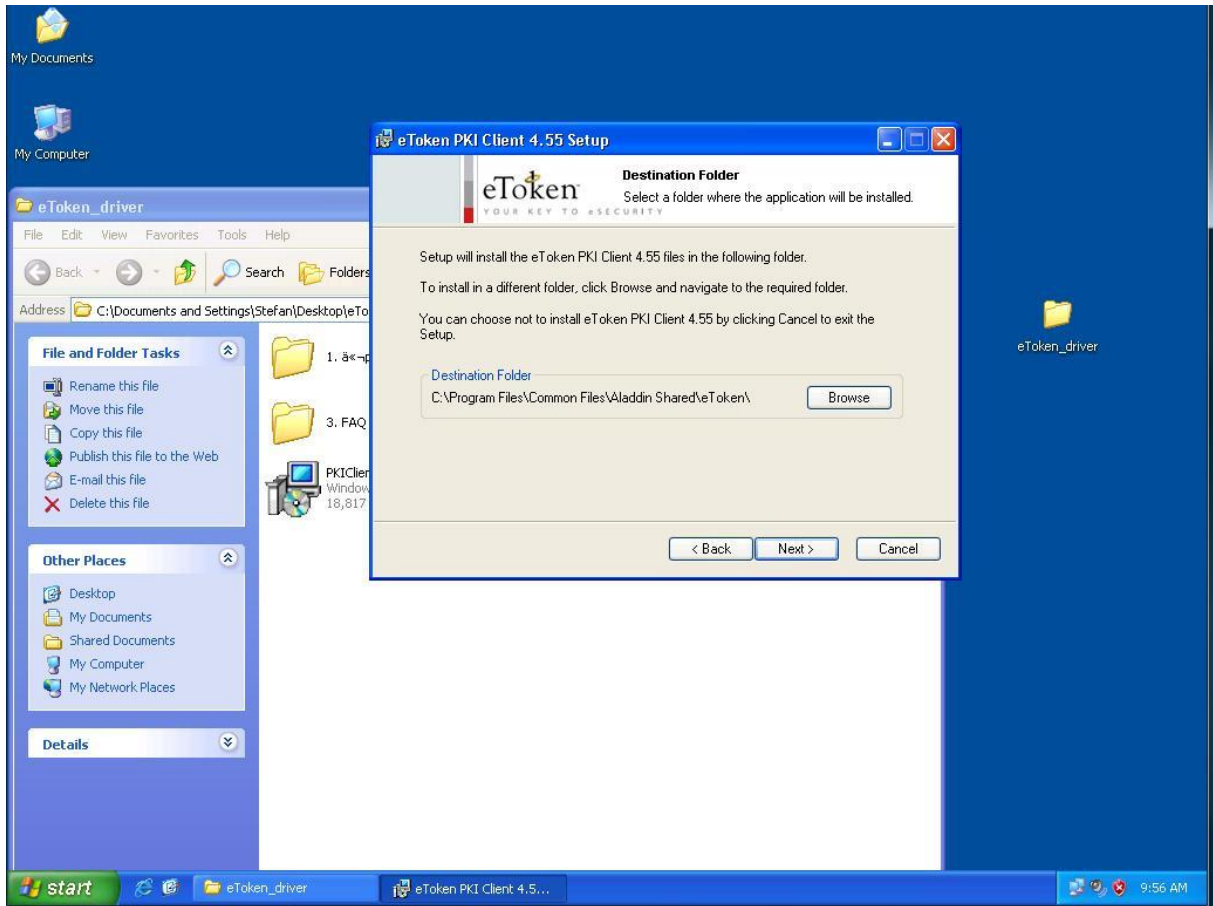 My Documents
My Computer
eToken_driver
File Edit View Favorites Tools Help
Back Search Folders
Address C:\Documents and Settings\Stefan\Desktop\eTo
File and Folder Tasks
Rename this file
Move this file
Copy this file
Publish this file to the Web
E-mail this file
Delete this file
Other Places
Desktop
My Documents
Shared Documents
My Computer
My Network Places
Details
1. ä«¬p
3. FAQ
PKIClien
Window
18,817
eToken PKI Client 4.55 Setup
eToken
YOUR KEY TO eSECURITY
Destination Folder
Select a folder where the application will be installed.
Setup will install the eToken PKI Client 4.55 files in the following folder.
To install in a different folder, click Browse and navigate to the required folder.
You can choose not to install eToken PKI Client 4.55 by clicking Cancel to exit the
Setup.
Destination Folder
C:\Program Files\Common Files\Aladdin Shared\eToken\ Browse
< Back Next > Cancel
eToken_driver
start eToken_driver eToken PKI Client 4.5... 9:56 AM